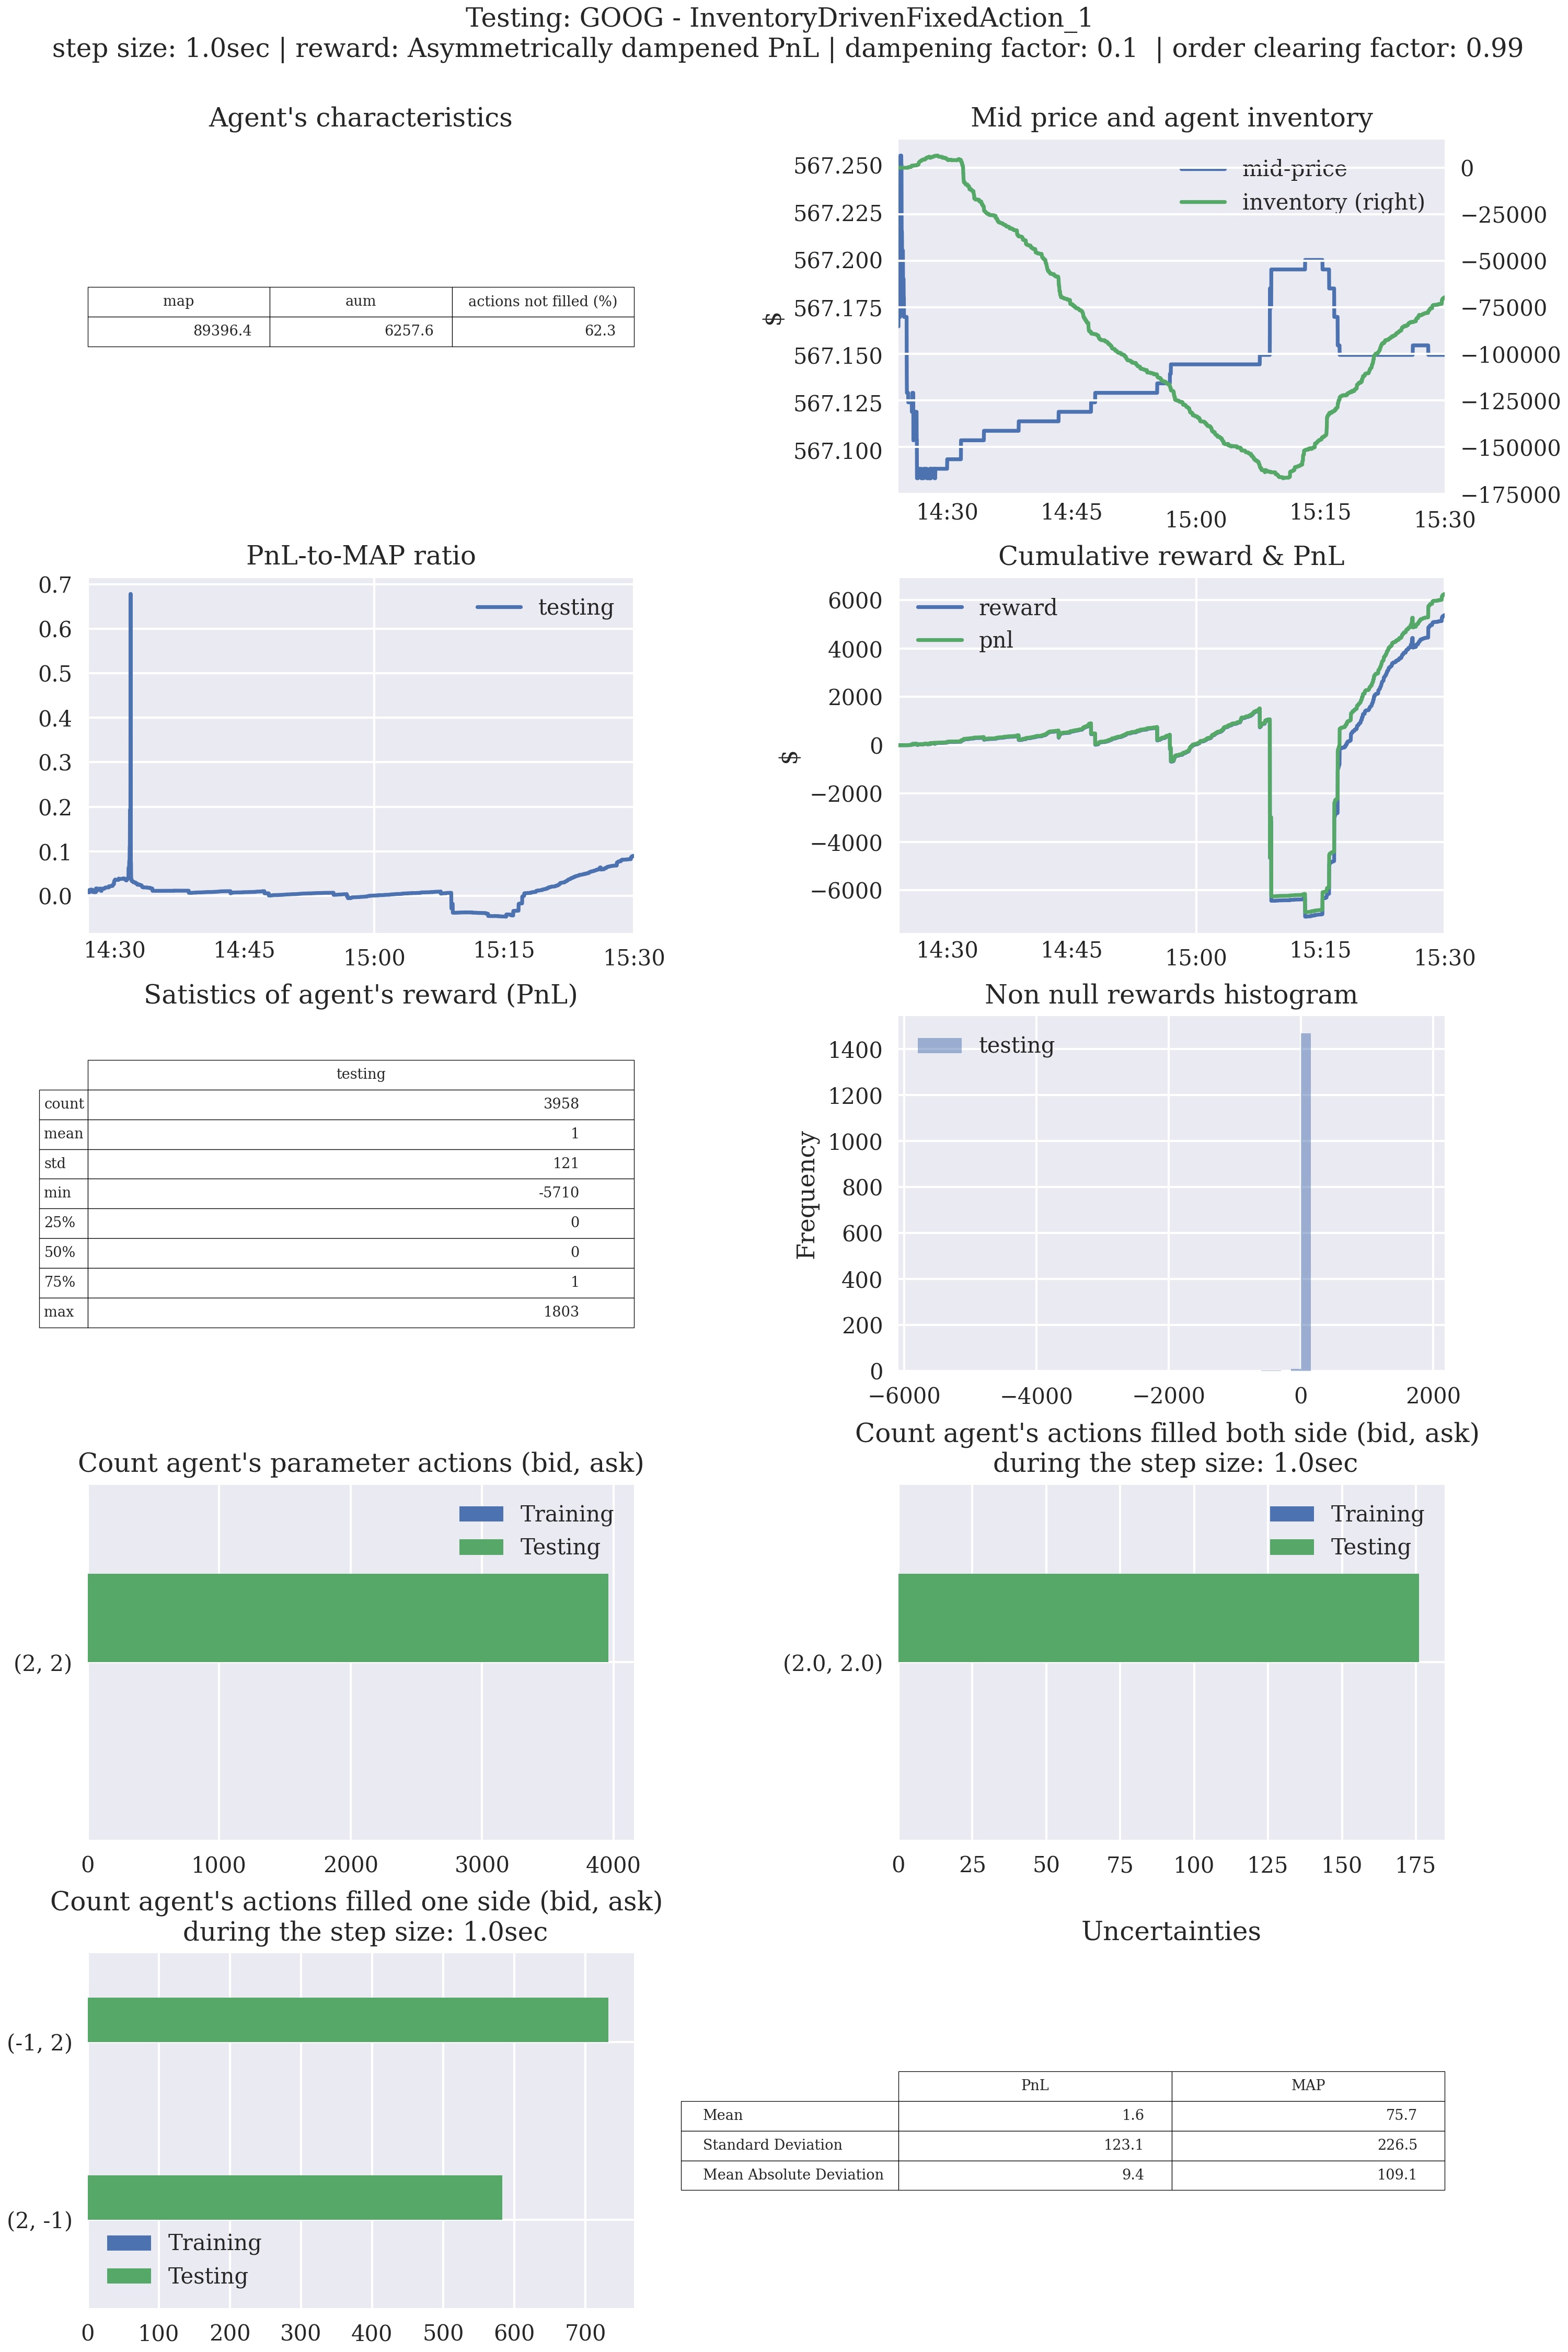 Testing: GOOG - InventoryDrivenFixedAction_1
step size: 1.0sec | reward: Asymmetrically dampened PnL | dampening factor: 0.1 | order clearing factor: 0.99
Agent's characteristics
map aum actions not filled (%)
89396.4 6257.6 62.3
Mid price and agent inventory
mid-price
inventory (right)
$
567.250
567.225
567.200
567.175
567.150
567.125
567.100
0
−25000
−50000
−75000
−100000
−125000
−150000
−175000
14:30 14:45 15:00 15:15 15:30
PnL-to-MAP ratio
testing
0.7
0.6
0.5
0.4
0.3
0.2
0.1
0.0
14:30 14:45 15:00 15:15 15:30
Cumulative reward & PnL
reward
pnl
$
6000
4000
2000
0
−2000
−4000
−6000
14:30 14:45 15:00 15:15 15:30
Satistics of agent's reward (PnL)
testing
count 3958
mean 1
std 121
min -5710
25% 0
50% 0
75% 1
max 1803
Non null rewards histogram
testing
Frequency
1400
1200
1000
800
600
400
200
0
−6000 −4000 −2000 0 2000
Count agent's parameter actions (bid, ask)
Training
Testing
(2, 2)
0 1000 2000 3000 4000
Count agent's actions filled both side (bid, ask)
during the step size: 1.0sec
Training
Testing
(2.0, 2.0)
0 25 50 75 100 125 150 175
Count agent's actions filled one side (bid, ask)
during the step size: 1.0sec
(-1, 2)
(2, -1)
Training
Testing
0 100 200 300 400 500 600 700
Uncertainties
PnL MAP
Mean 1.6 75.7
Standard Deviation 123.1 226.5
Mean Absolute Deviation 9.4 109.1